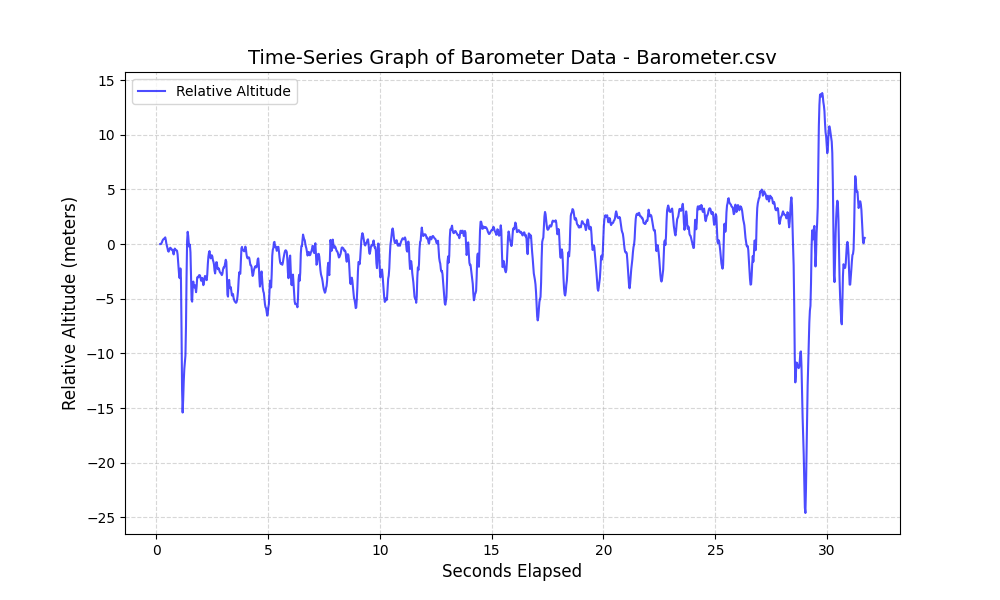 Time-Series Graph of Barometer Data - Barometer.csv
Relative Altitude
Relative Altitude (meters)
15
10
5
0
−5
−10
−15
−20
−25
0 5 10 15 20 25 30
Seconds Elapsed